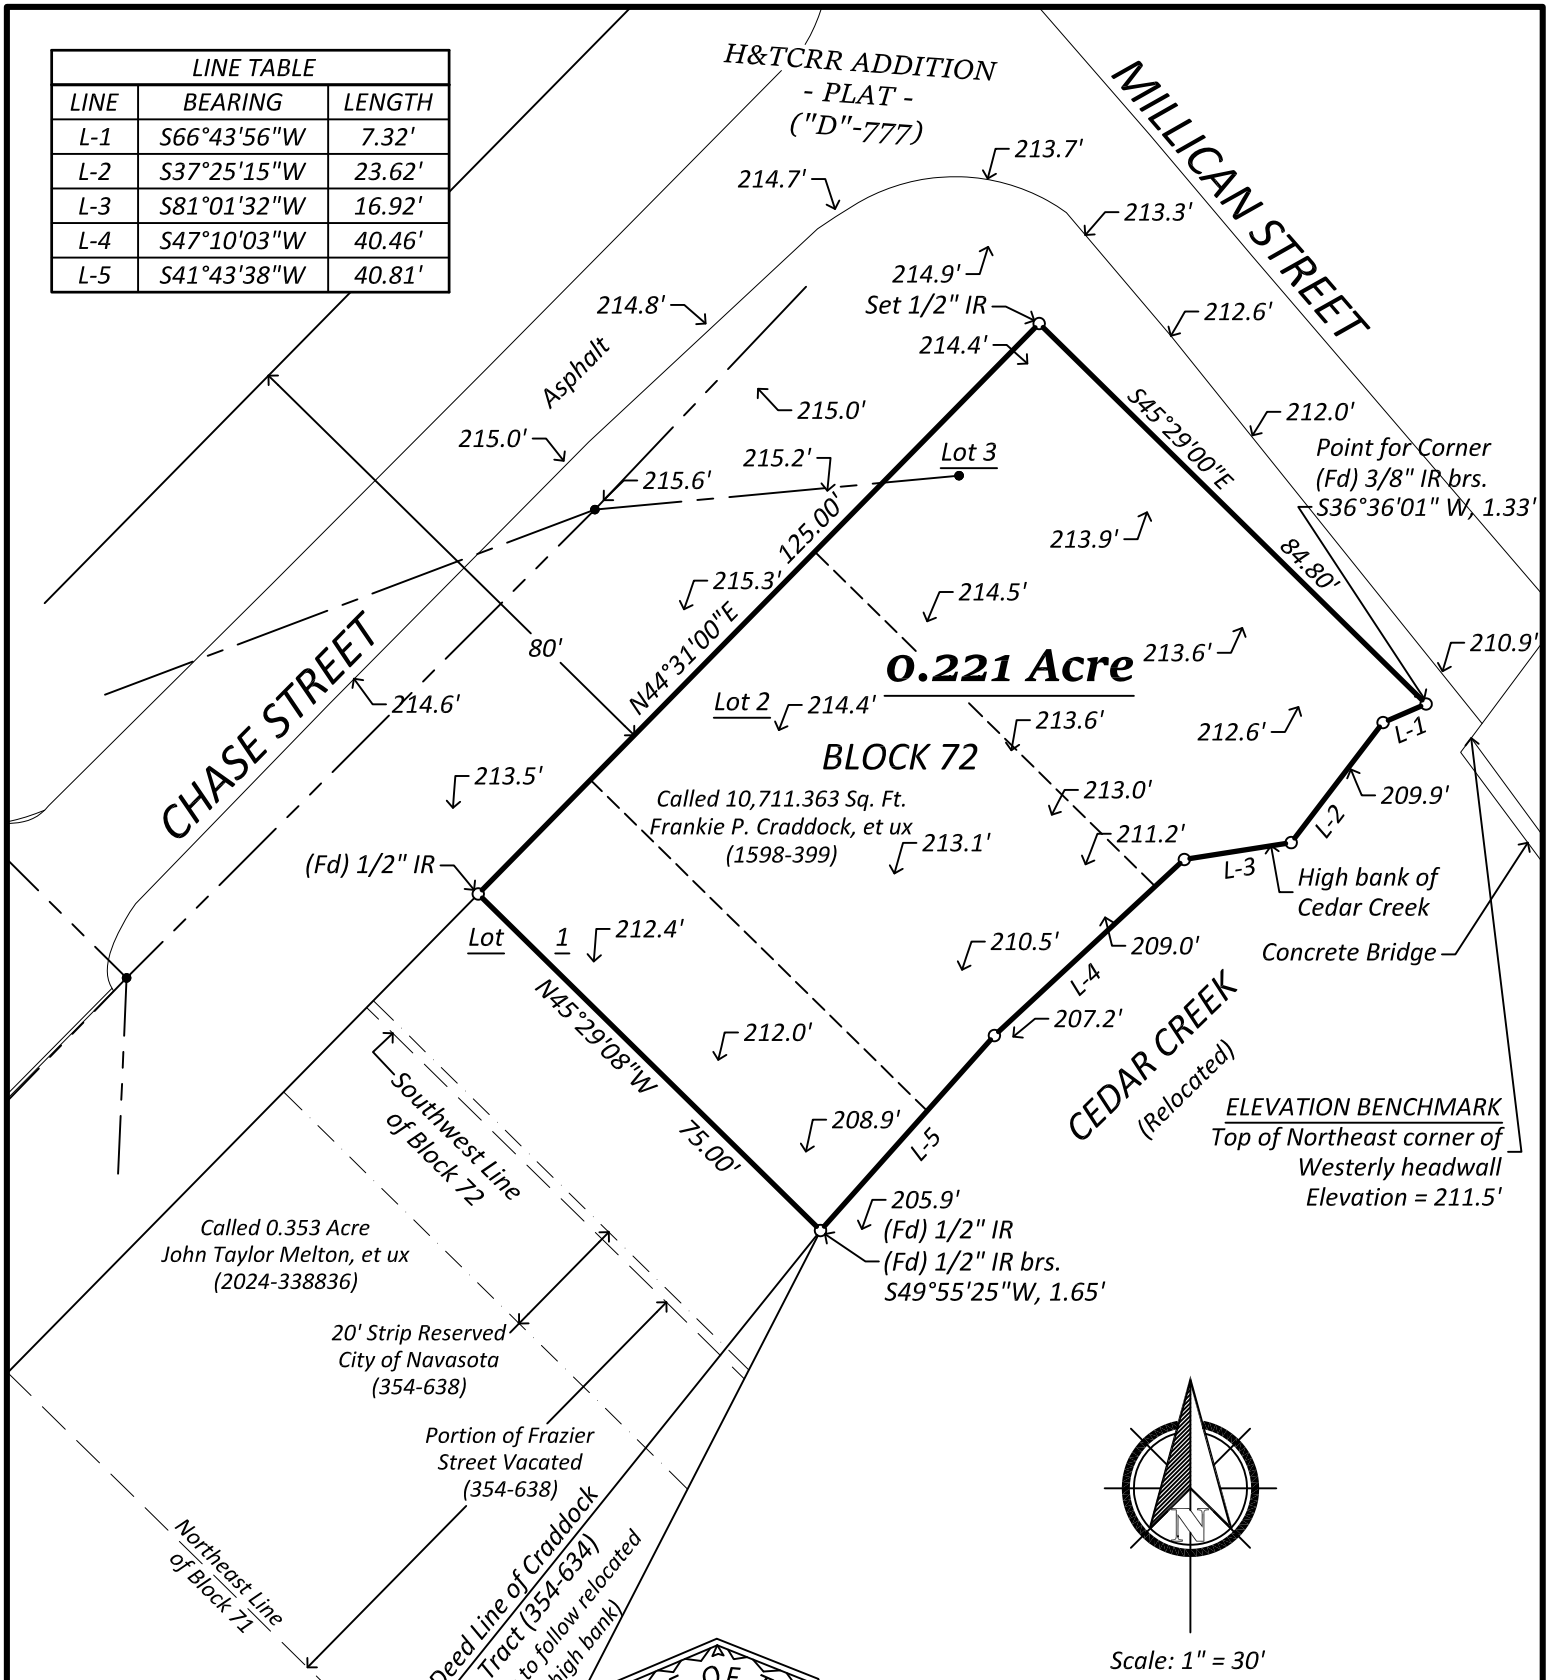 LINE TABLE
LINE BEARING LENGTH
L-1 S66°43'56"W 7.32'
L-2 S37°25'15"W 23.62'
L-3 S81°01'32"W 16.92'
L-4 S47°10'03"W 40.46'
L-5 S41°43'38"W 40.81'
H&TCRR ADDITION
- PLAT -
("D"-777)
MILLICAN STREET
213.7'
214.7'
213.3'
214.9'
Set 1/2" IR
214.4'
214.8'
212.6'
Asphalt
215.0'
212.0'
215.0'
S45°29'00"E
84.80'
Point for Corner
(Fd) 3/8" IR brs.
S36°36'01" W, 1.33'
215.2'
Lot 3
215.6'
125.00'
N44°31'00"E
213.9'
215.3'
214.5'
80'
0.221 Acre
213.6'
210.9'
CHASE STREET
214.6'
Lot 2
214.4'
213.6'
212.6'
L-1
BLOCK 72
213.5'
Called 10,711.363 Sq. Ft.
Frankie P. Craddock, et ux
(1598-399)
213.0'
209.9'
L-2
213.1'
211.2'
(Fd) 1/2" IR
L-3
High bank of
Cedar Creek
Lot 1
212.4'
210.5'
209.0'
Concrete Bridge
L-4
N45°29'08"W
75.00'
212.0'
207.2'
CEDAR CREEK
(Relocated)
Southwest Line
of Block 72
208.9'
L-5
ELEVATION BENCHMARK
Top of Northeast corner of
Westerly headwall
Elevation = 211.5'
205.9'
(Fd) 1/2" IR
(Fd) 1/2" IR brs.
S49°55'25"W, 1.65'
Called 0.353 Acre
John Taylor Melton, et ux
(2024-338836)
20' Strip Reserved
City of Navasota
(354-638)
Portion of Frazier
Street Vacated
(354-638)
Northeast Line
of Block 71
Deed Line of Craddock
Tract (354-634)
to follow relocated
high bank)
N
Scale: 1" = 30'
OF